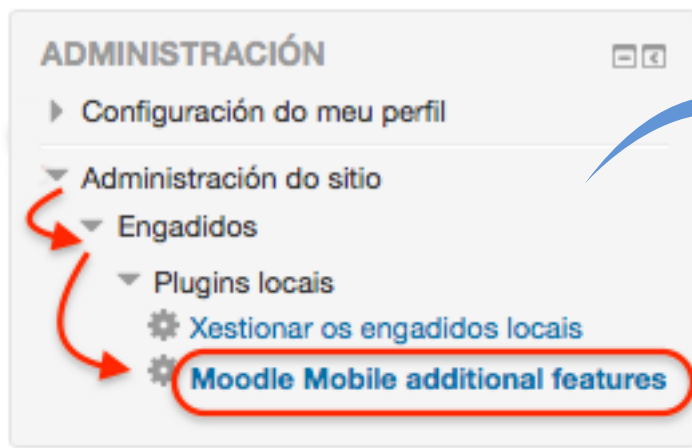 ADMINISTRACIÓN
Configuración do meu perfil
Administración do sitio
Engadidos
Plugins locais
Xestionar os engadidos locais
Moodle Mobile additional features